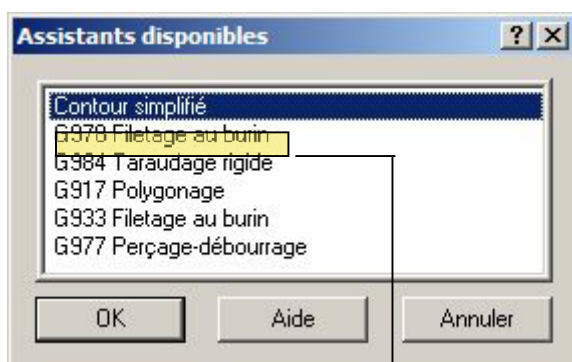 Assistants disponibles
Contour simplifié
G978 Filetage au burin
G984 Taraudage rigide
G917 Polygonage
G933 Filetage au burin
G977 Perçage-débourrage
OK
Aide
Annuler